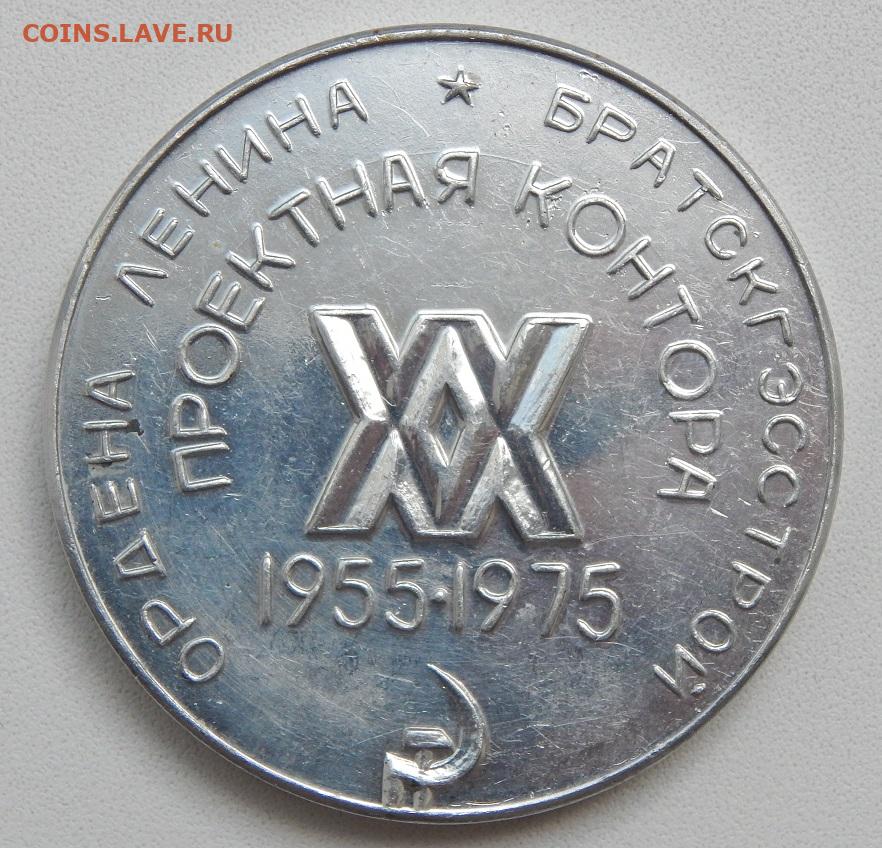 COINS.LAVE.RU
ОРДЕНА ЛЕНИНА * БРАТСКГЭССТРОЙ
ПРОЕКТНАЯ КОНТОРА
XX
1955·1975